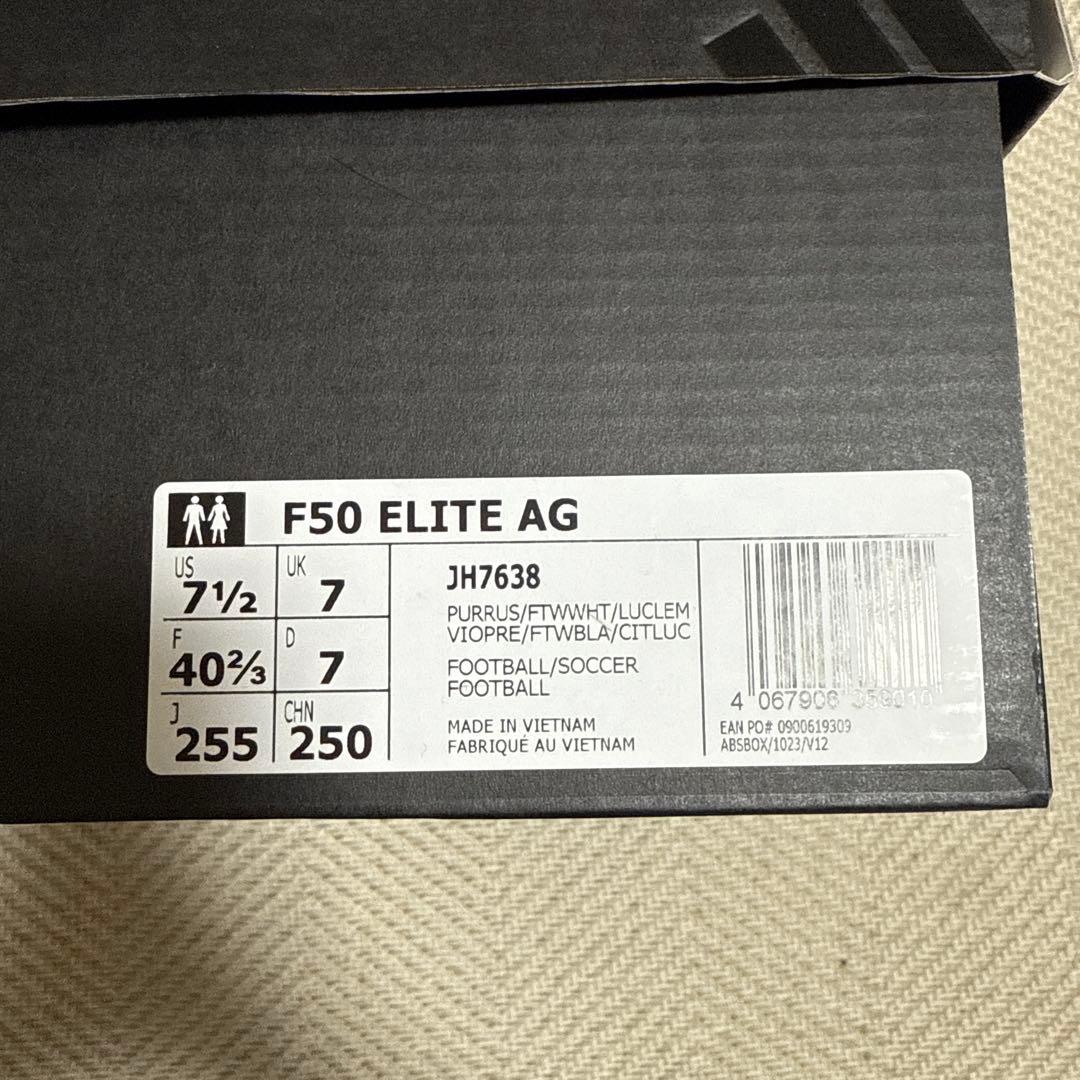 F50 ELITE AG
US
7½
UK
7
F
40⅔
D
7
J
255
CHN
250
JH7638
PURRUS/FTWWHT/LUCLEM
VIOPRE/FTWBLA/CITLUC
FOOTBALL/SOCCER
FOOTBALL
MADE IN VIETNAM
FABRIQUÉ AU VIETNAM
4 067906 359010
EAN PO# 0900619309
ABSBOX/1023/V12